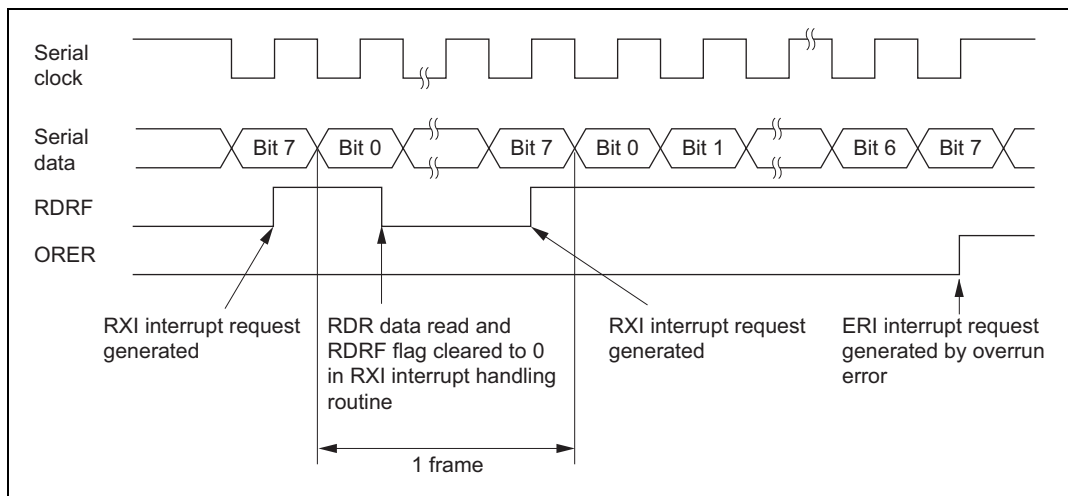 Serial
clock
Serial
data
Bit 7
Bit 0
Bit 7
Bit 0
Bit 1
Bit 6
Bit 7
RDRF
ORER
RXI interrupt request
generated
RDR data read and
RDRF flag cleared to 0
in RXI interrupt handling
routine
RXI interrupt request
generated
ERI interrupt request
generated by overrun
error
1 frame